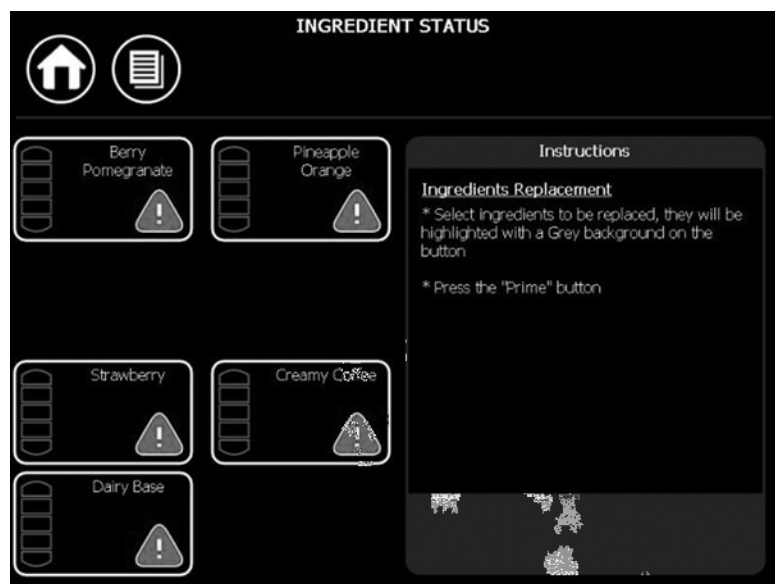 INGREDIENT STATUS
Berry
Pomegranate
Pineapple
Orange
Strawberry
Creamy Coffee
Dairy Base
Instructions
Ingredients Replacement
* Select ingredients to be replaced, they will be
highlighted with a Grey background on the
button
* Press the "Prime" button